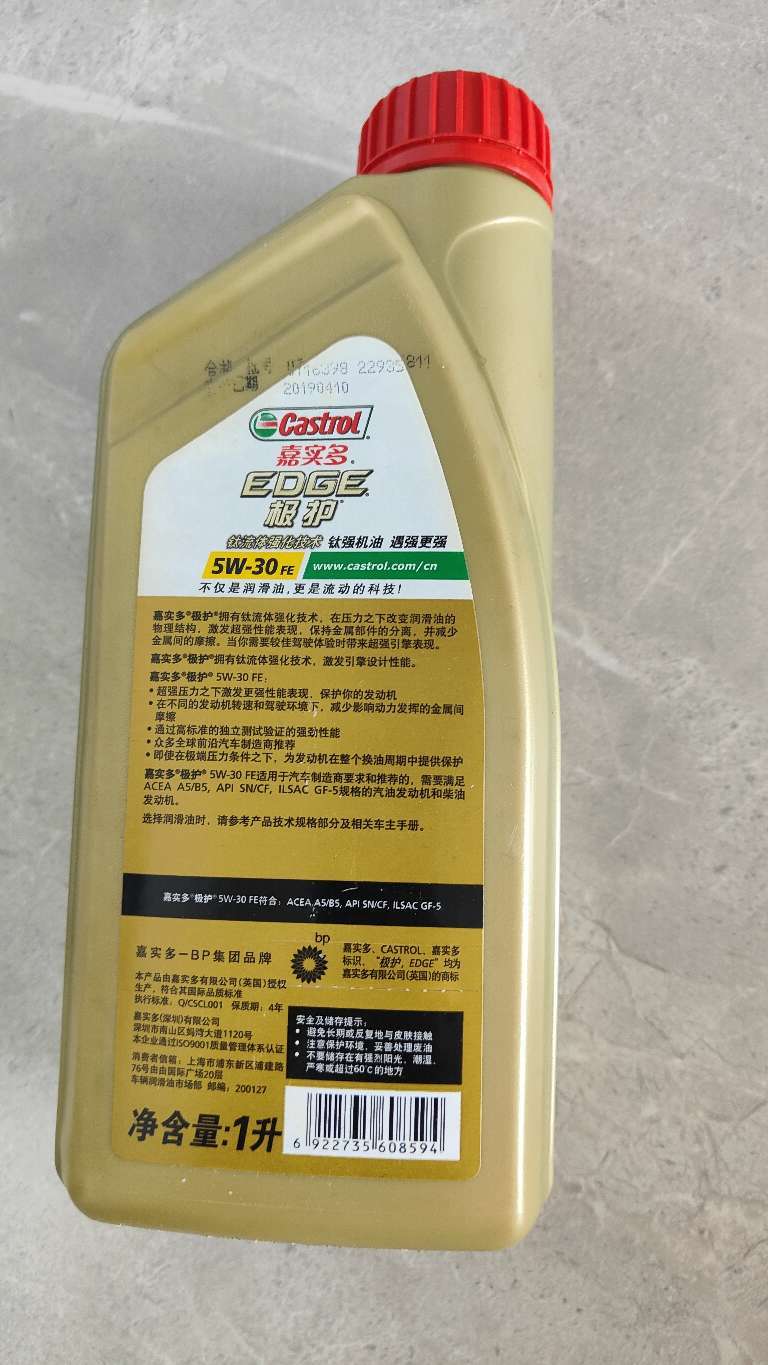 20190410
Castrol
嘉实多®
EDGE®
极护®
钛流体强化技术 钛强机油 遇强更强
5W-30 FE www.castrol.com/cn
不仅是润滑油,更是流动的科技!
嘉实多®极护®拥有钛流体强化技术，在压力之下改变润滑油的
物理结构，激发超强性能表现，保持金属部件的分离，并减少
金属间的摩擦。当你需要较佳驾驶体验时带来超强引擎表现。
嘉实多®极护®拥有钛流体强化技术，激发引擎设计性能。
嘉实多®极护® 5W-30 FE：
• 超强压力之下激发更强性能表现，保护你的发动机
• 在不同的发动机转速和驾驶环境下，减少影响动力发挥的金属间
摩擦
• 通过高标准的独立测试验证的强劲性能
• 众多全球前沿汽车制造商推荐
• 即使在极端压力条件之下，为发动机在整个换油周期中提供保护
嘉实多®极护® 5W-30 FE适用于汽车制造商要求和推荐的，需要满足
ACEA A5/B5, API SN/CF, ILSAC GF-5规格的汽油发动机和柴油
发动机。
选择润滑油时，请参考产品技术规格部分及相关车主手册。
嘉实多®极护® 5W-30 FE符合：ACEA A5/B5, API SN/CF, ILSAC GF-5
嘉实多—BP集团品牌
bp
嘉实多、CASTROL、嘉实多
标识、“极护, EDGE”均为
嘉实多有限公司(英国)的商标
本产品由嘉实多有限公司(英国)授权
生产，符合其国际品质标准
执行标准：Q/CSCL001 保质期：4年
嘉实多(深圳)有限公司
深圳市南山区蚂湾大道1120号
本企业通过ISO9001质量管理体系认证
消费者信箱：上海市浦东新区浦建路
76号由由国际广场20层
车辆润滑油市场部 邮编：200127
安全及储存提示：
• 避免长期或反复地与皮肤接触
• 注意保护环境，妥善处理废油
• 不要储存在有强烈阳光、潮湿、
严寒或超过60℃的地方
净含量:1升
6 922735 608594